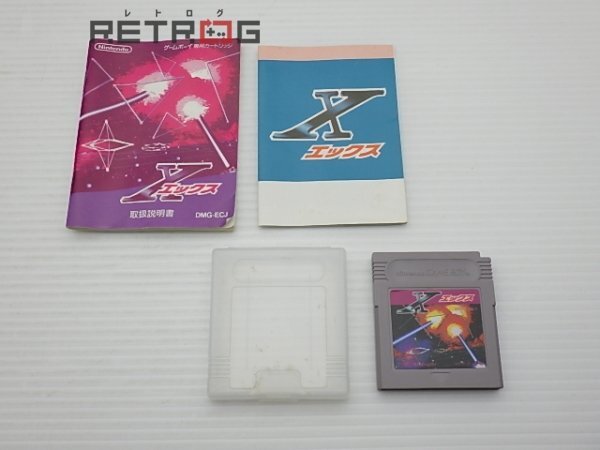 レトログ
RETROG
Nintendo
ゲームボーイ専用カートリッジ
X
エックス
取扱説明書
DMG-ECJ
X
エックス
Nintendo GAME BOY
X
エックス